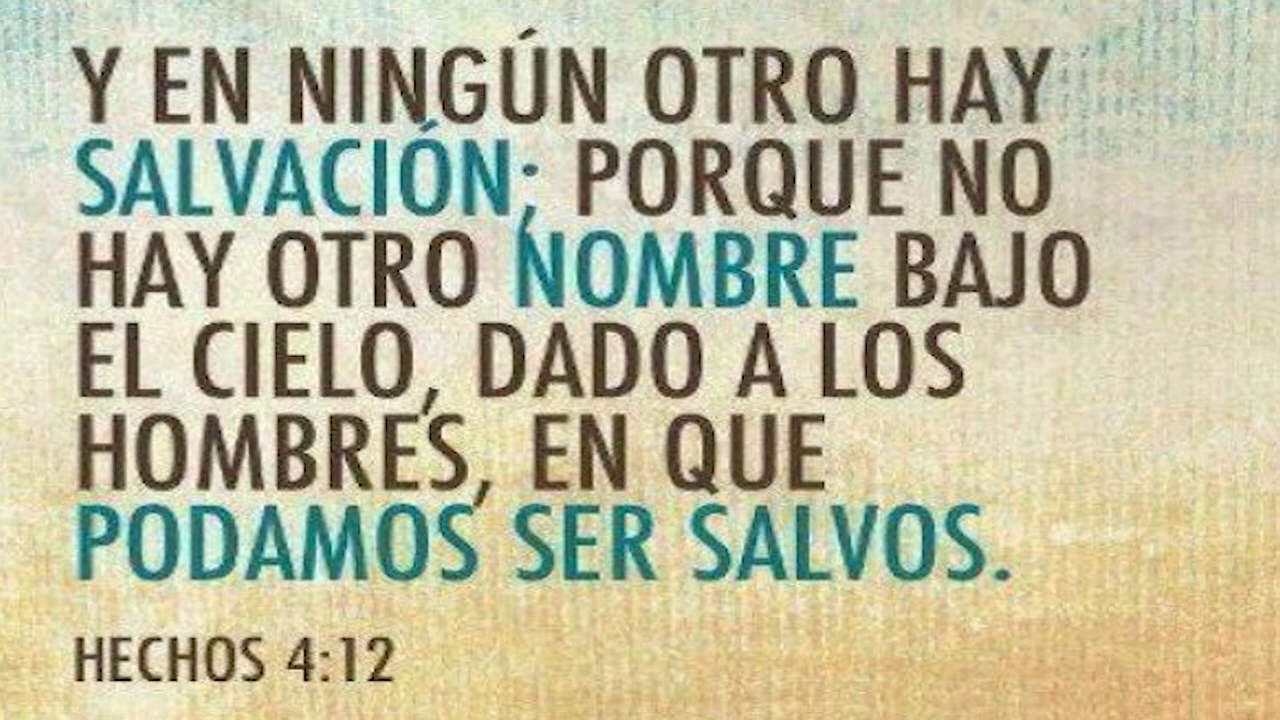 Y EN NINGÚN OTRO HAY
SALVACIÓN; PORQUE NO
HAY OTRO NOMBRE BAJO
EL CIELO, DADO A LOS
HOMBRES, EN QUE
PODAMOS SER SALVOS.
HECHOS 4:12